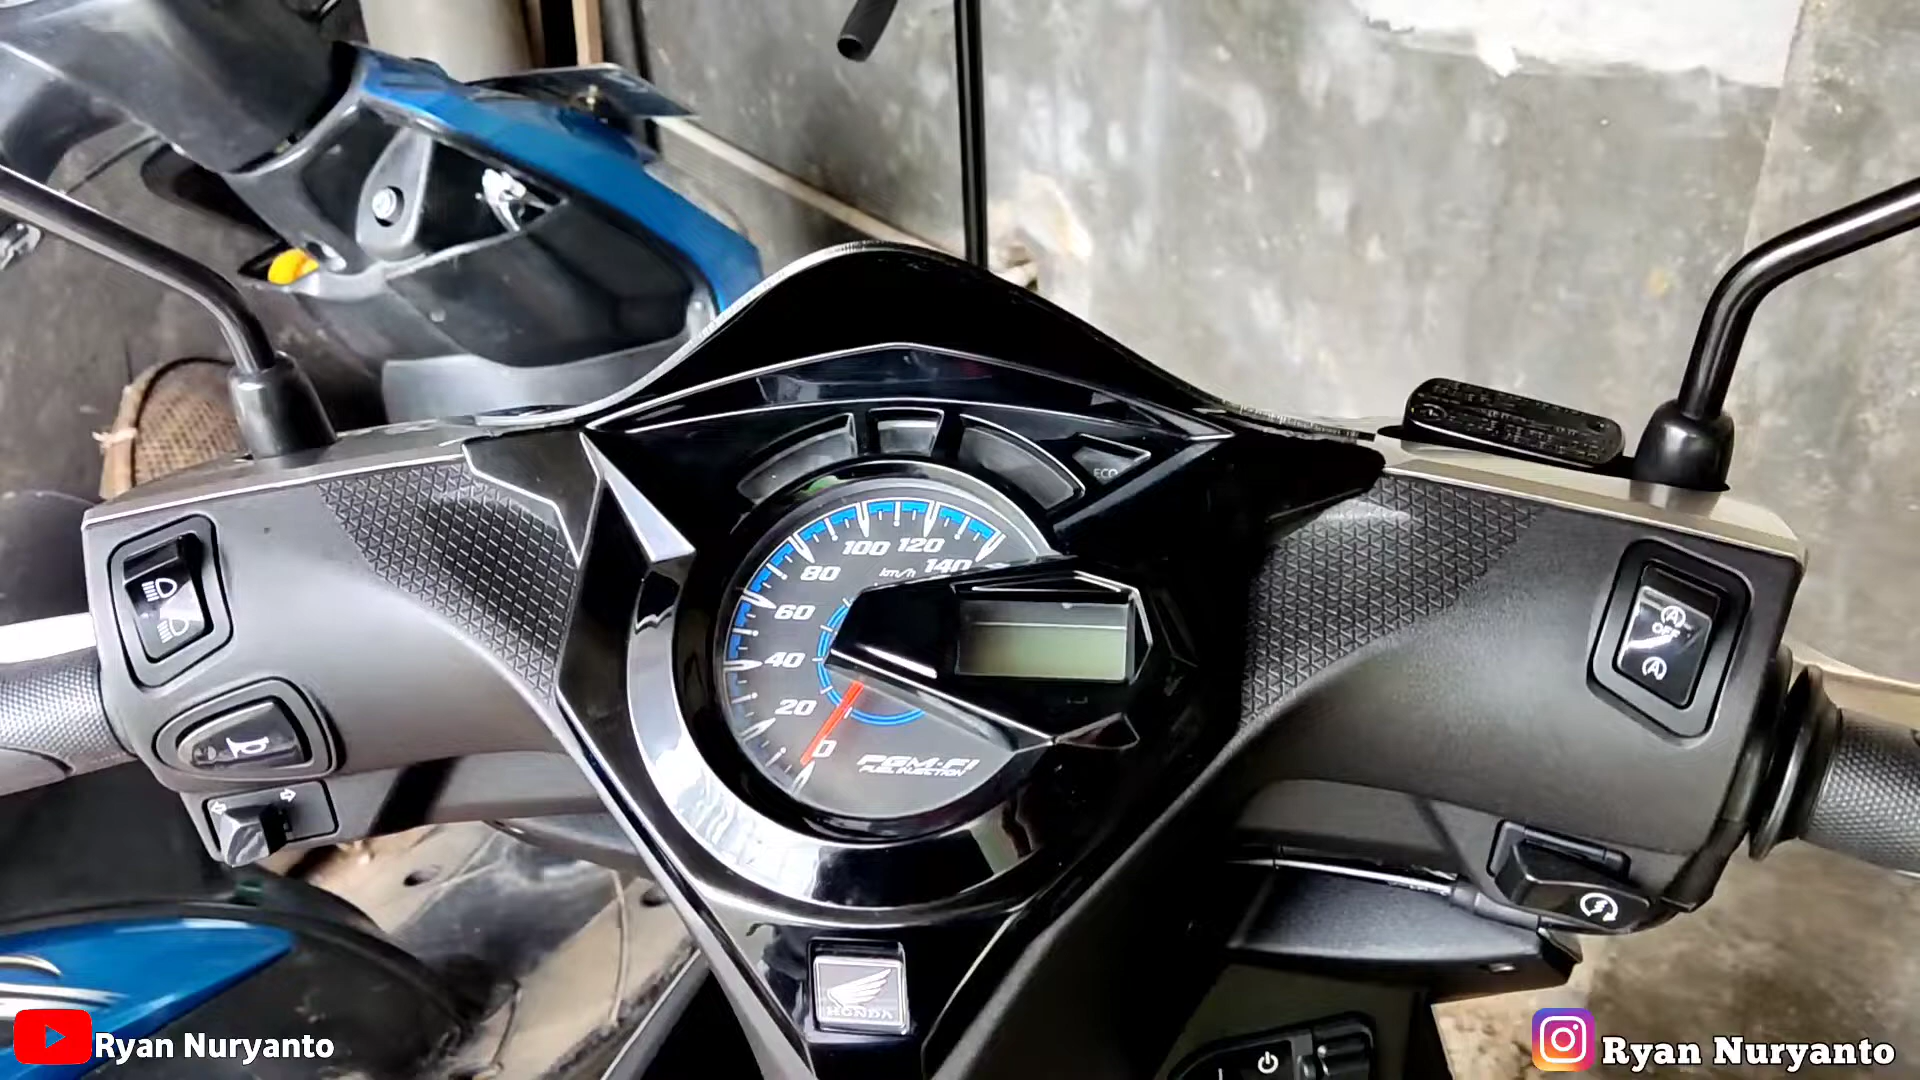 ECO
100 120
140
80
km/h
60
40
20
0
PGM-FI
FUEL INJECTION
A
OFF
A
HONDA
Ryan Nuryanto
Ryan Nuryanto